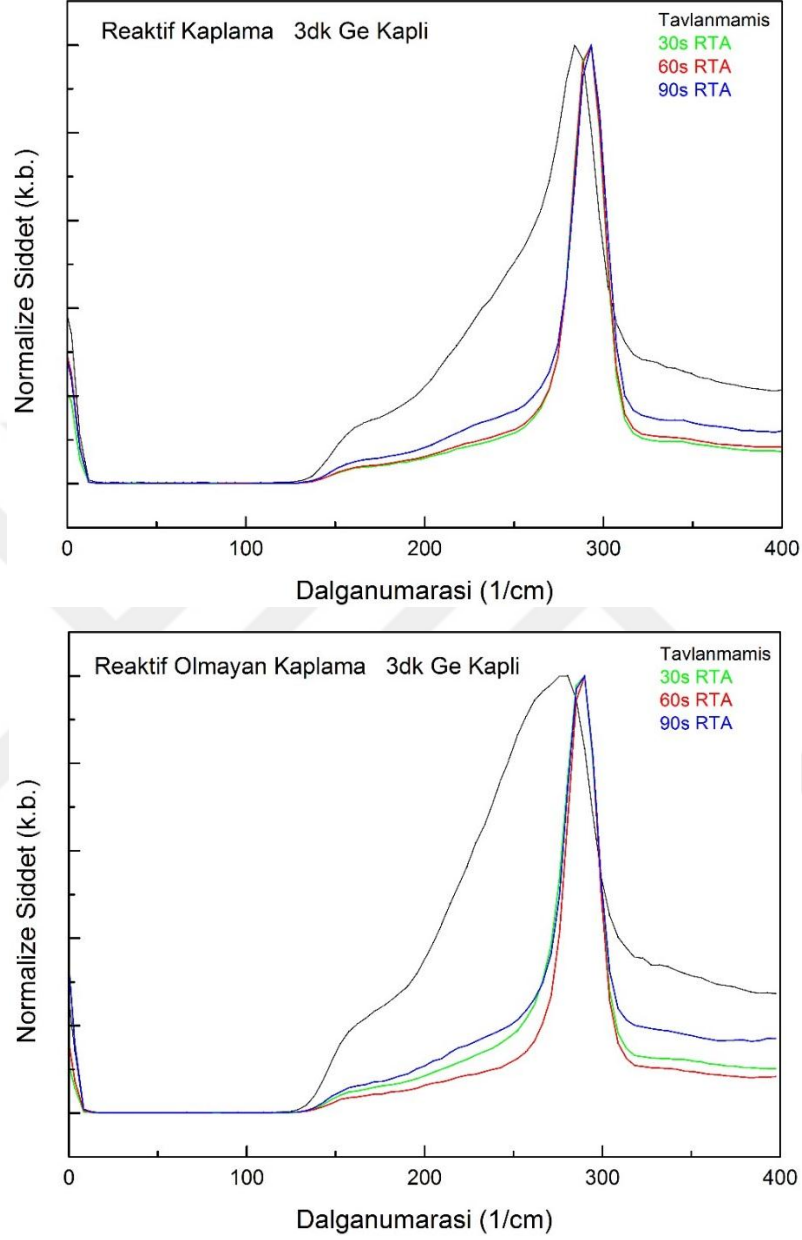 Reaktif Kaplama 3dk Ge Kapli
Tavlanmamis
30s RTA
60s RTA
90s RTA
Normalize Siddet (k.b.)
0 100 200 300 400
Dalganumarasi (1/cm)
Reaktif Olmayan Kaplama 3dk Ge Kapli
Tavlanmamis
30s RTA
60s RTA
90s RTA
Normalize Siddet (k.b.)
0 100 200 300 400
Dalganumarasi (1/cm)